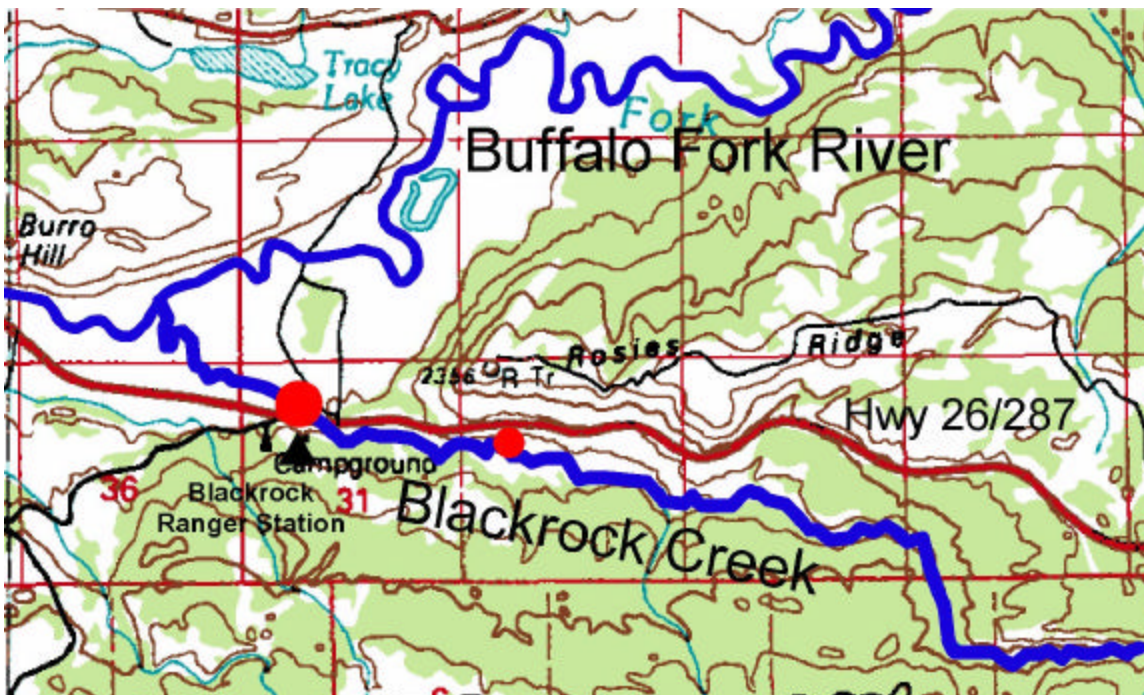 Tracy
Lake
Fork
Buffalo Fork River
Burro
Hill
Rosies Ridge
2356 R Tr
Hwy 26/287
Campground
36
Blackrock
31
Ranger Station
Blackrock Creek